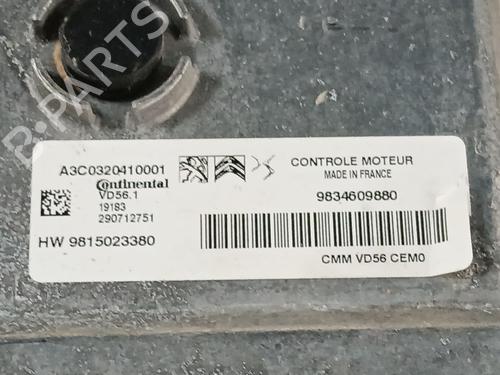 A3C0320410001
Continental
VD56.1
19183
290712751
HW 9815023380
CONTROLE MOTEUR
MADE IN FRANCE
9834609880
CMM VD56 CEM0
R-PARTS